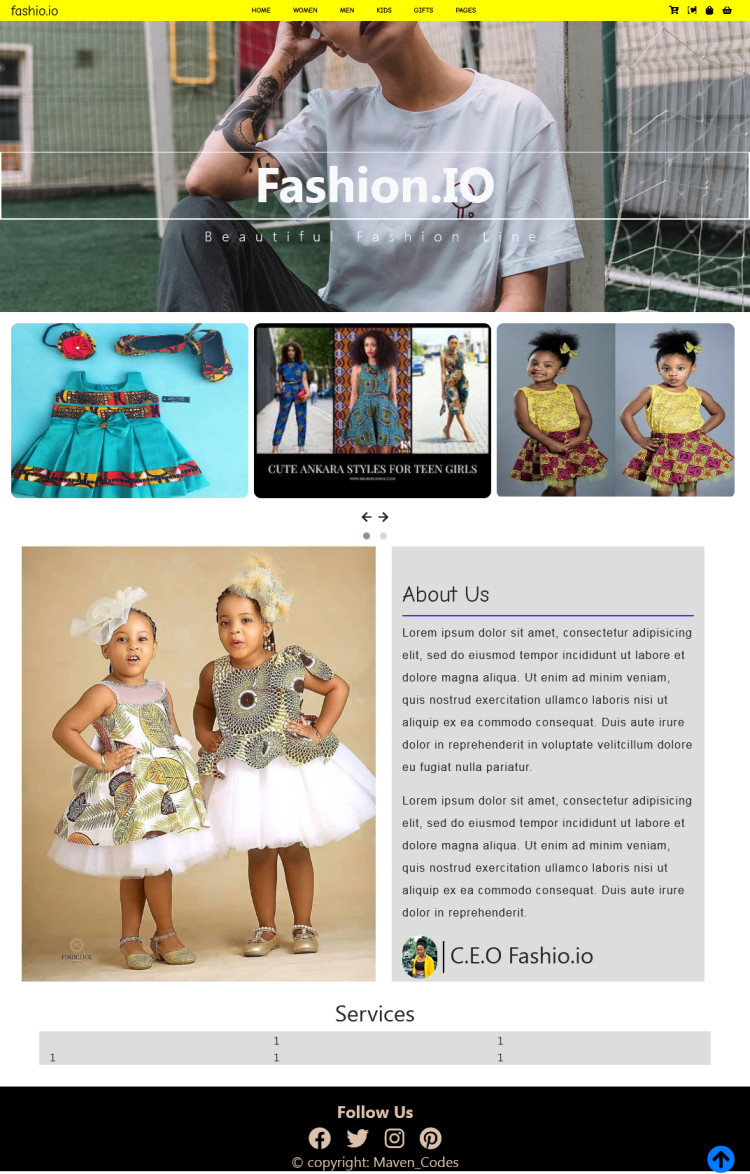 fashio.io
HOME WOMEN MEN KIDS GIFTS PAGES
Fashion.IO
Beautiful Fashion Line
CUTE ANKARA STYLES FOR TEEN GIRLS
About Us
Lorem ipsum dolor sit amet, consectetur adipisicing
elit, sed do eiusmod tempor incididunt ut labore et
dolore magna aliqua. Ut enim ad minim veniam,
quis nostrud exercitation ullamco laboris nisi ut
aliquip ex ea commodo consequat. Duis aute irure
dolor in reprehenderit in voluptate velitcillum dolore
eu fugiat nulla pariatur.
Lorem ipsum dolor sit amet, consectetur adipisicing
elit, sed do eiusmod tempor incididunt ut labore et
dolore magna aliqua. Ut enim ad minim veniam,
quis nostrud exercitation ullamco laboris nisi ut
aliquip ex ea commodo consequat. Duis aute irure
dolor in reprehenderit.
C.E.O Fashio.io
Services
1 1
1 1 1
Follow Us
© copyright: Maven_Codes